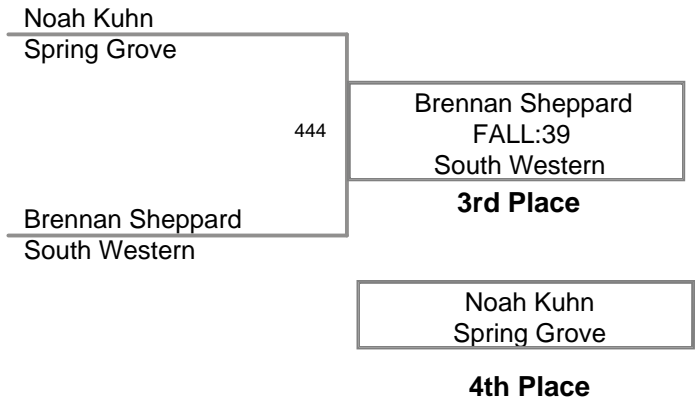 Noah Kuhn
Spring Grove
444
Brennan Sheppard
FALL:39
South Western
3rd Place
Brennan Sheppard
South Western
Noah Kuhn
Spring Grove
4th Place